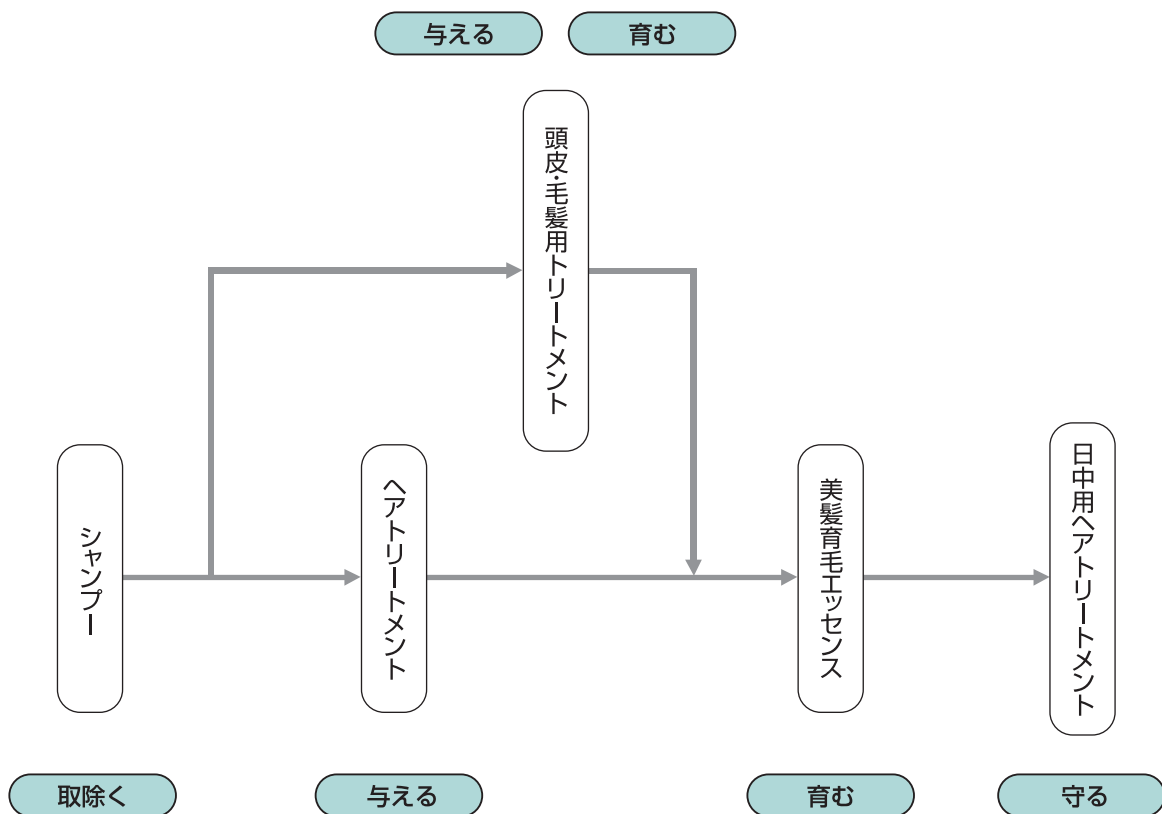 与える
育む
頭皮・毛髪用トリートメント
シャンプー
ヘアトリートメント
美髪育毛エッセンス
日中用ヘアトリートメント
取除く
与える
育む
守る